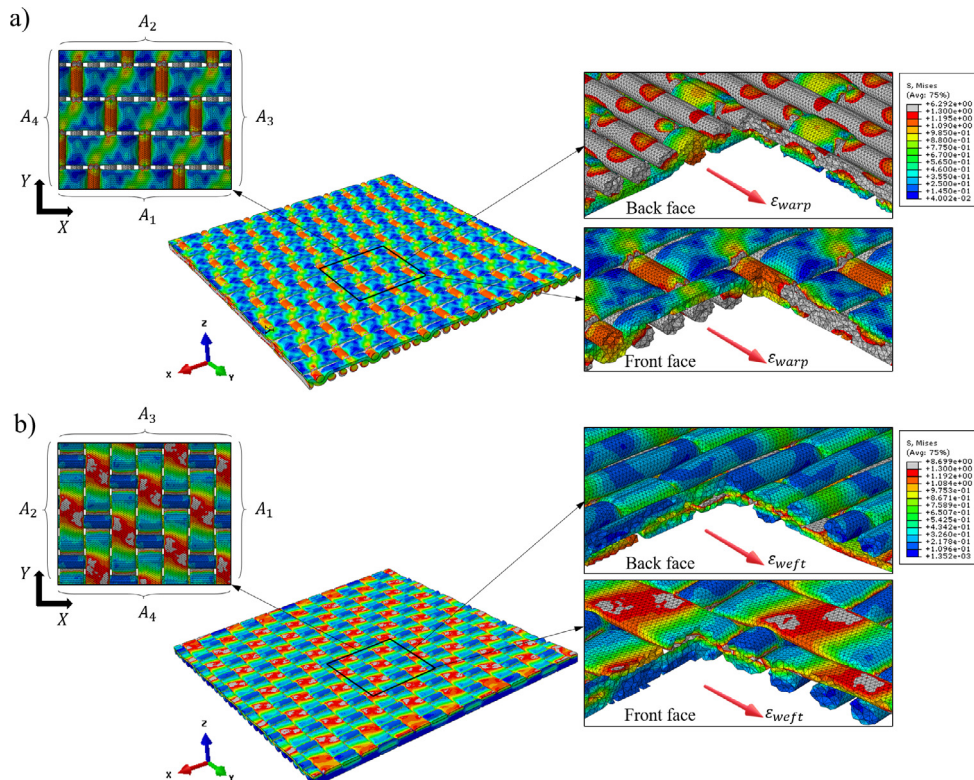 a)
A₂
A₄
A₃
Y
X
A₁
Back face
ε_warp
S, Mises
(Avg: 75%)
+6.292e+00
+1.300e+00
+1.195e+00
+1.090e+00
+9.850e-01
+8.800e-01
+7.750e-01
+6.700e-01
+5.650e-01
+4.600e-01
+3.550e-01
+2.500e-01
+1.450e-01
+4.002e-02
Front face
ε_warp
Z
X
Y
b)
A₃
A₂
A₁
Y
X
A₄
Back face
ε_weft
S, Mises
(Avg: 75%)
+8.699e+00
+1.300e+00
+1.192e+00
+1.084e+00
+9.753e-01
+8.671e-01
+7.589e-01
+6.507e-01
+5.425e-01
+4.342e-01
+3.260e-01
+2.178e-01
+1.096e-01
+1.352e-03
Front face
ε_weft
Z
X
Y